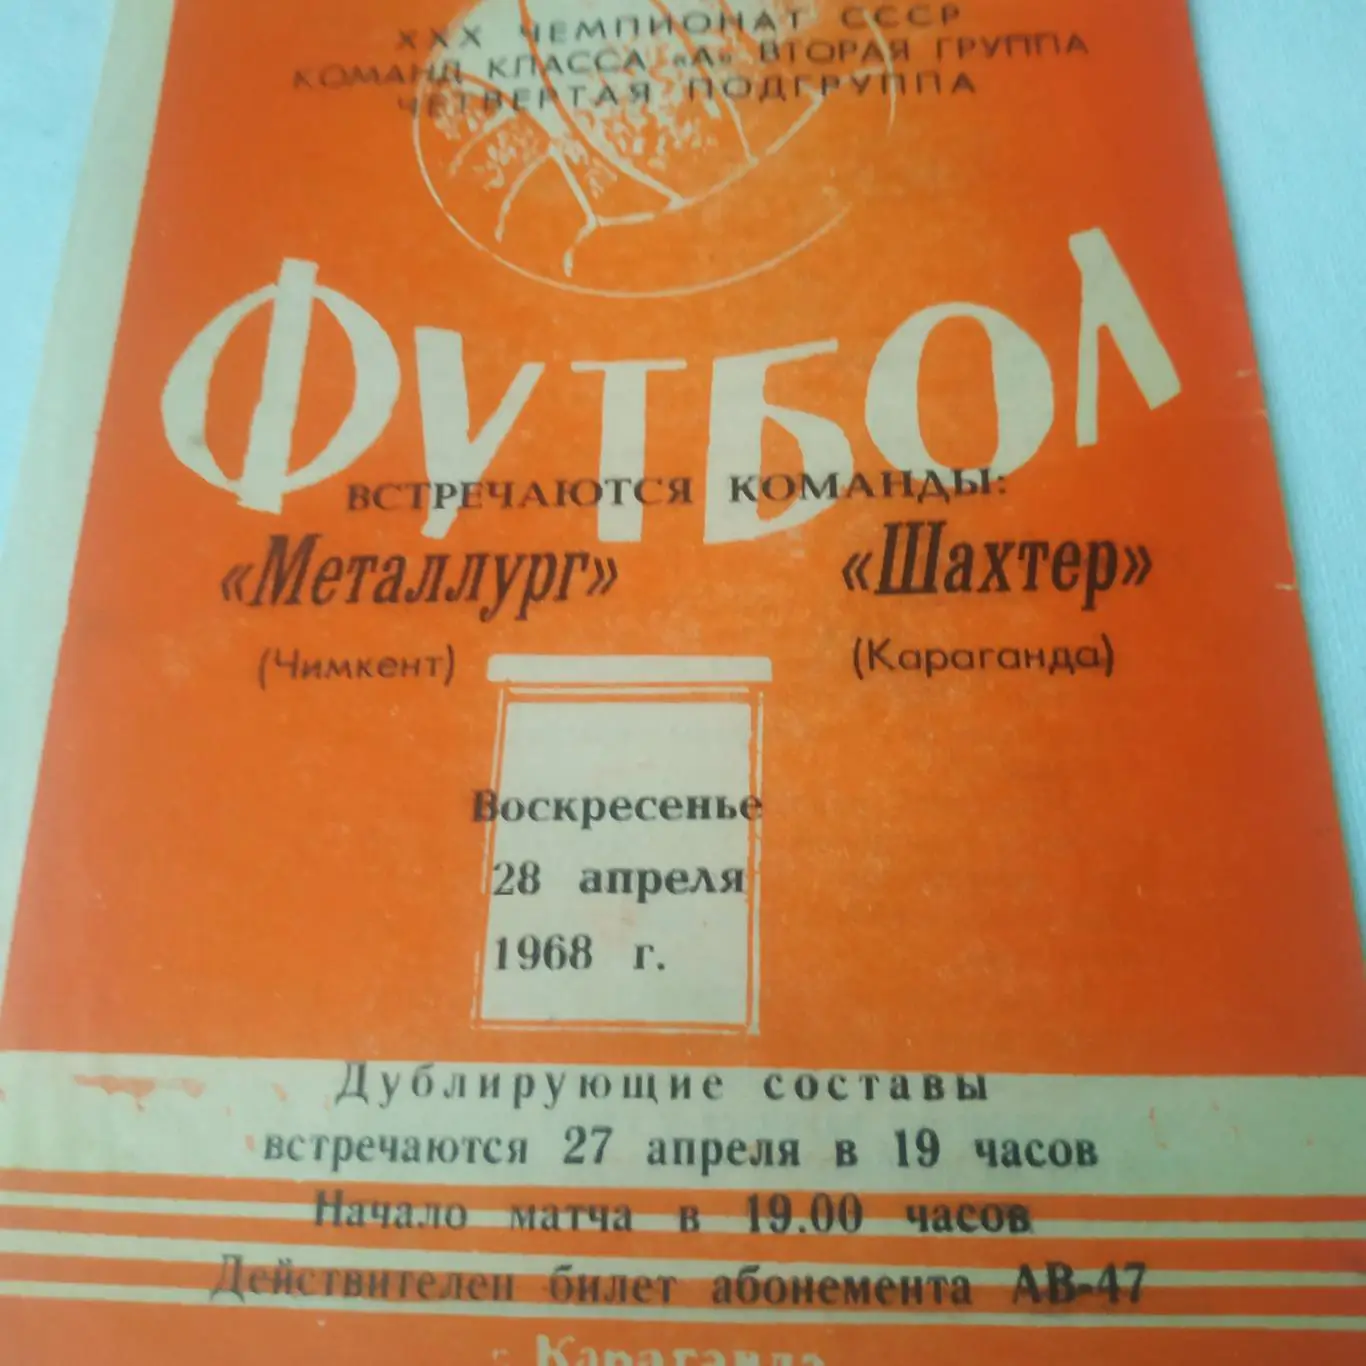 XXX ЧЕМПИОНАТ СССР
КОМАНД КЛАССА «А» ВТОРАЯ ГРУППА
ЧЕТВЕРТАЯ ПОДГРУППА
ФУТБОЛ
ВСТРЕЧАЮТСЯ КОМАНДЫ:
«Металлург» «Шахтер»
(Чимкент) (Караганда)
Воскресенье
28 апреля
1968 г.
Дублирующие составы
встречаются 27 апреля в 19 часов
Начало матча в 19.00 часов
Действителен билет абонемента АВ-47
г. Караганда